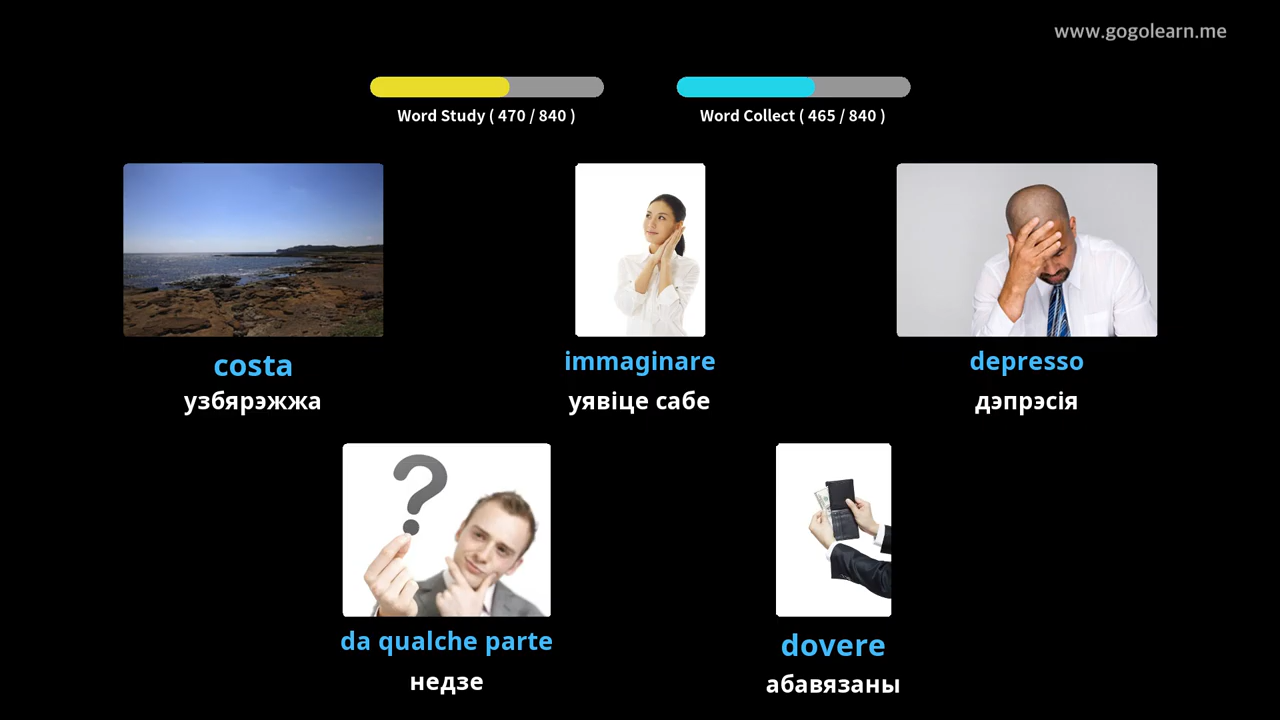 www.gogolearn.me
Word Study ( 470 / 840 )
Word Collect ( 465 / 840 )
costa
immaginare
depresso
узбярэжжа
уявіце сабе
дэпрэсія
da qualche parte
dovere
недзе
абавязаны